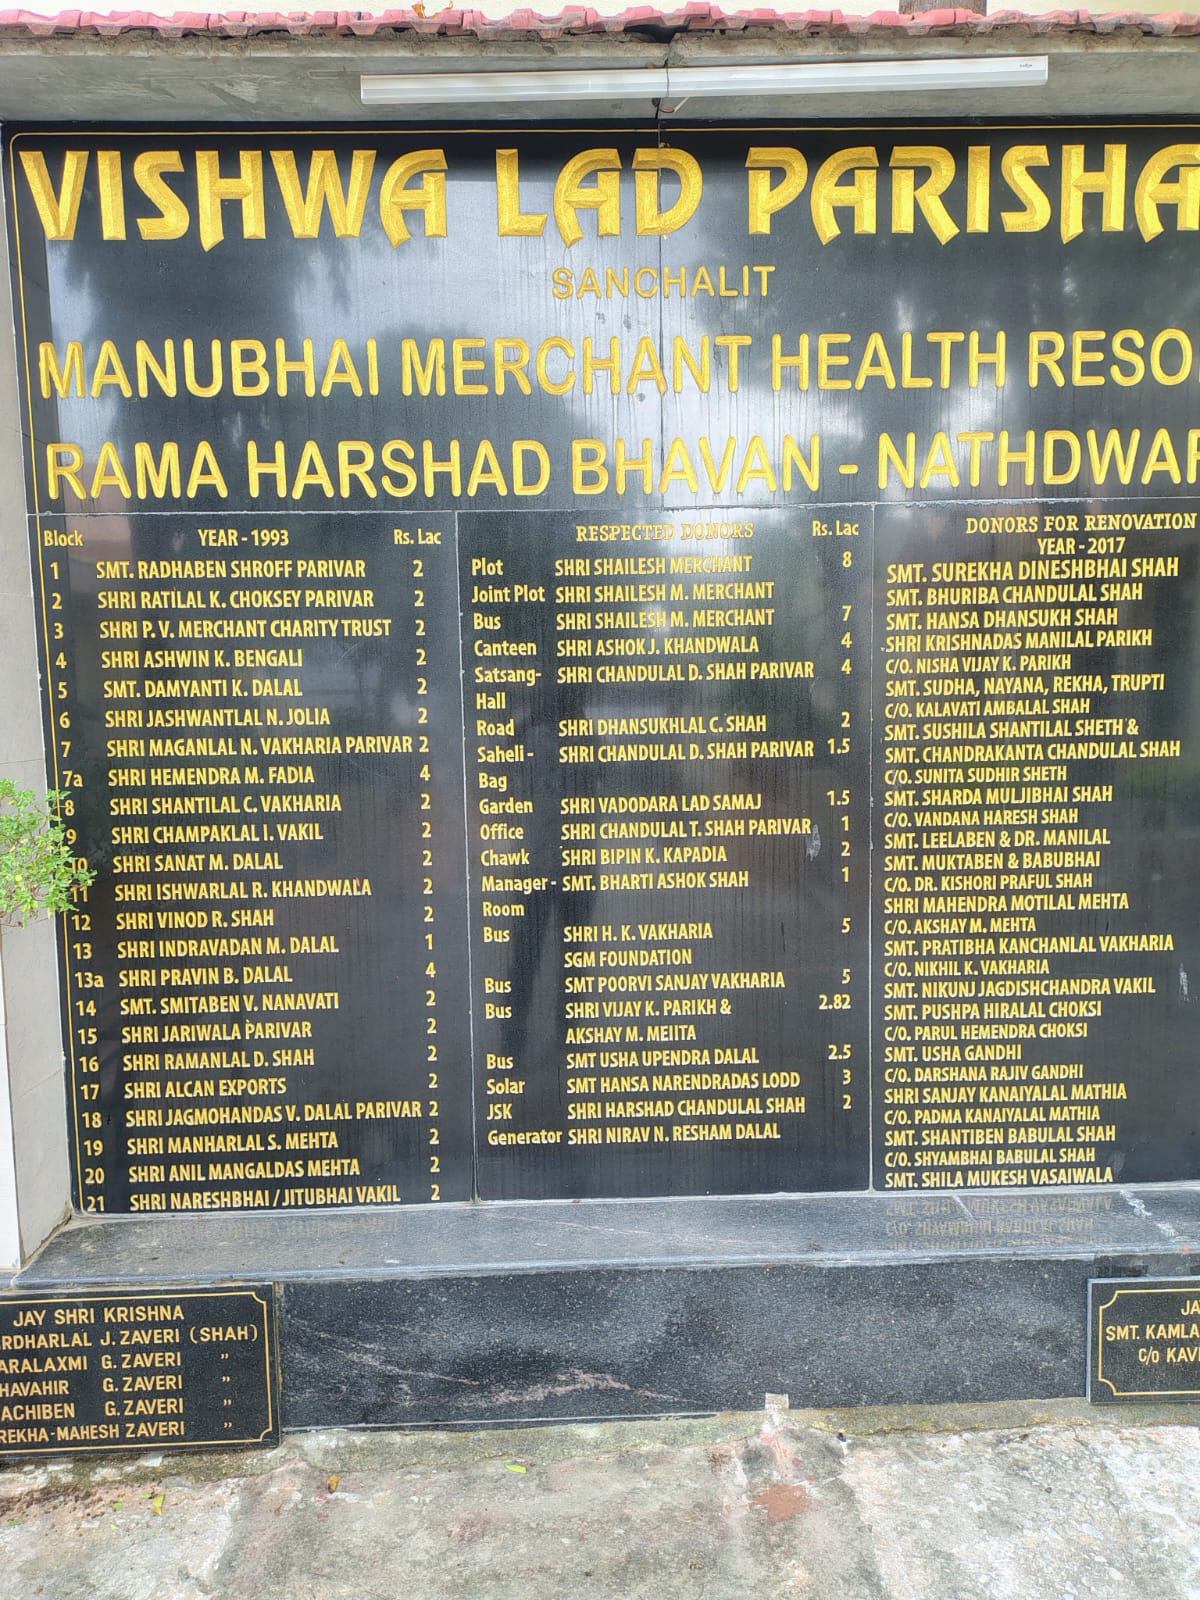 VISHWA LAD PARISHA
SANCHALIT
MANUBHAI MERCHANT HEALTH RESO
RAMA HARSHAD BHAVAN - NATHDWAR
Block YEAR - 1993 Rs. Lac
1 SMT. RADHABEN SHROFF PARIVAR 2
2 SHRI RATILAL K. CHOKSEY PARIVAR 2
3 SHRI P. V. MERCHANT CHARITY TRUST 2
4 SHRI ASHWIN K. BENGALI 2
5 SMT. DAMYANTI K. DALAL 2
6 SHRI JASHWANTLAL N. JOLIA 2
7 SHRI MAGANLAL N. VAKHARIA PARIVAR 2
7a SHRI HEMENDRA M. FADIA 4
8 SHRI SHANTILAL C. VAKHARIA 2
9 SHRI CHAMPAKLAL I. VAKIL 2
10 SHRI SANAT M. DALAL 2
11 SHRI ISHWARLAL R. KHANDWALA 2
12 SHRI VINOD R. SHAH 2
13 SHRI INDRAVADAN M. DALAL 1
13a SHRI PRAVIN B. DALAL 4
14 SMT. SMITABEN V. NANAVATI 2
15 SHRI JARIWALA PARIVAR 2
16 SHRI RAMANLAL D. SHAH 2
17 SHRI ALCAN EXPORTS 2
18 SHRI JAGMOHANDAS V. DALAL PARIVAR 2
19 SHRI MANHARLAL S. MEHTA 2
20 SHRI ANIL MANGALDAS MEHTA 2
21 SHRI NARESHBHAI / JITUBHAI VAKIL 2
RESPECTED DONORS Rs. Lac
Plot SHRI SHAILESH MERCHANT 8
Joint Plot SHRI SHAILESH M. MERCHANT
Bus SHRI SHAILESH M. MERCHANT 7
Canteen SHRI ASHOK J. KHANDWALA 4
Satsang- SHRI CHANDULAL D. SHAH PARIVAR 4
Hall
Road SHRI DHANSUKHLAL C. SHAH 2
Saheli - SHRI CHANDULAL D. SHAH PARIVAR 1.5
Bag
Garden SHRI VADODARA LAD SAMAJ 1.5
Office SHRI CHANDULAL T. SHAH PARIVAR 1
Chawk SHRI BIPIN K. KAPADIA 2
Manager - SMT. BHARTI ASHOK SHAH 1
Room
Bus SHRI H. K. VAKHARIA 5
SGM FOUNDATION
Bus SMT POORVI SANJAY VAKHARIA 5
Bus SHRI VIJAY K. PARIKH & 2.82
AKSHAY M. MEIITA
Bus SMT USHA UPENDRA DALAL 2.5
Solar SMT HANSA NARENDRADAS LODD 3
JSK SHRI HARSHAD CHANDULAL SHAH 2
Generator SHRI NIRAV N. RESHAM DALAL
DONORS FOR RENOVATION
YEAR - 2017
SMT. SUREKHA DINESHBHAI SHAH
SMT. BHURIBA CHANDULAL SHAH
SMT. HANSA DHANSUKH SHAH
SHRI KRISHNADAS MANILAL PARIKH
C/O. NISHA VIJAY K. PARIKH
SMT. SUDHA, NAYANA, REKHA, TRUPTI
C/O. KALAVATI AMBALAL SHAH
SMT. SUSHILA SHANTILAL SHETH &
SMT. CHANDRAKANTA CHANDULAL SHAH
C/O. SUNITA SUDHIR SHETH
SMT. SHARDA MULJIBHAI SHAH
C/O. VANDANA HARESH SHAH
SMT. LEELABEN & DR. MANILAL
SMT. MUKTABEN & BABUBHAI
C/O. DR. KISHORI PRAFUL SHAH
SHRI MAHENDRA MOTILAL MEHTA
C/O. AKSHAY M. MEHTA
SMT. PRATIBHA KANCHANLAL VAKHARIA
C/O. NIKHIL K. VAKHARIA
SMT. NIKUNJ JAGDISHCHANDRA VAKIL
SMT. PUSHPA HIRALAL CHOKSI
C/O. PARUL HEMENDRA CHOKSI
SMT. USHA GANDHI
C/O. DARSHANA RAJIV GANDHI
SHRI SANJAY KANAIYALAL MATHIA
C/O. PADMA KANAIYALAL MATHIA
SMT. SHANTIBEN BABULAL SHAH
C/O. SHYAMBHAI BABULAL SHAH
SMT. SHILA MUKESH VASAIWALA
JAY SHRI KRISHNA
RDHARLAL J. ZAVERI (SHAH)
ARALAXMI G. ZAVERI "
HAVAHIR G. ZAVERI "
ACHIBEN G. ZAVERI "
REKHA-MAHESH ZAVERI "
JA
SMT. KAMLA
C/o KAV